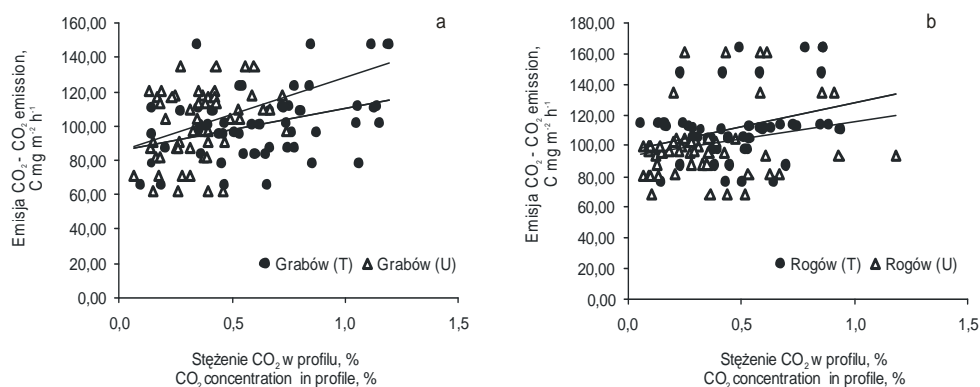 a
160,00
140,00
120,00
100,00
80,00
60,00
40,00
20,00
0,00
Emisja CO₂ - CO₂ emission,
C mg m⁻² h⁻¹
Grabów (T) Grabów (U)
0,0 0,5 1,0 1,5
Stężenie CO₂ w profilu, %
CO₂ concentration in profile, %
b
180,00
160,00
140,00
120,00
100,00
80,00
60,00
40,00
20,00
0,00
Emisja CO₂ - CO₂ emission,
C mg m⁻² h⁻¹
Rogów (T) Rogów (U)
0,0 0,5 1,0 1,5
Stężenie CO₂ w profilu, %
CO₂ concentration in profile, %